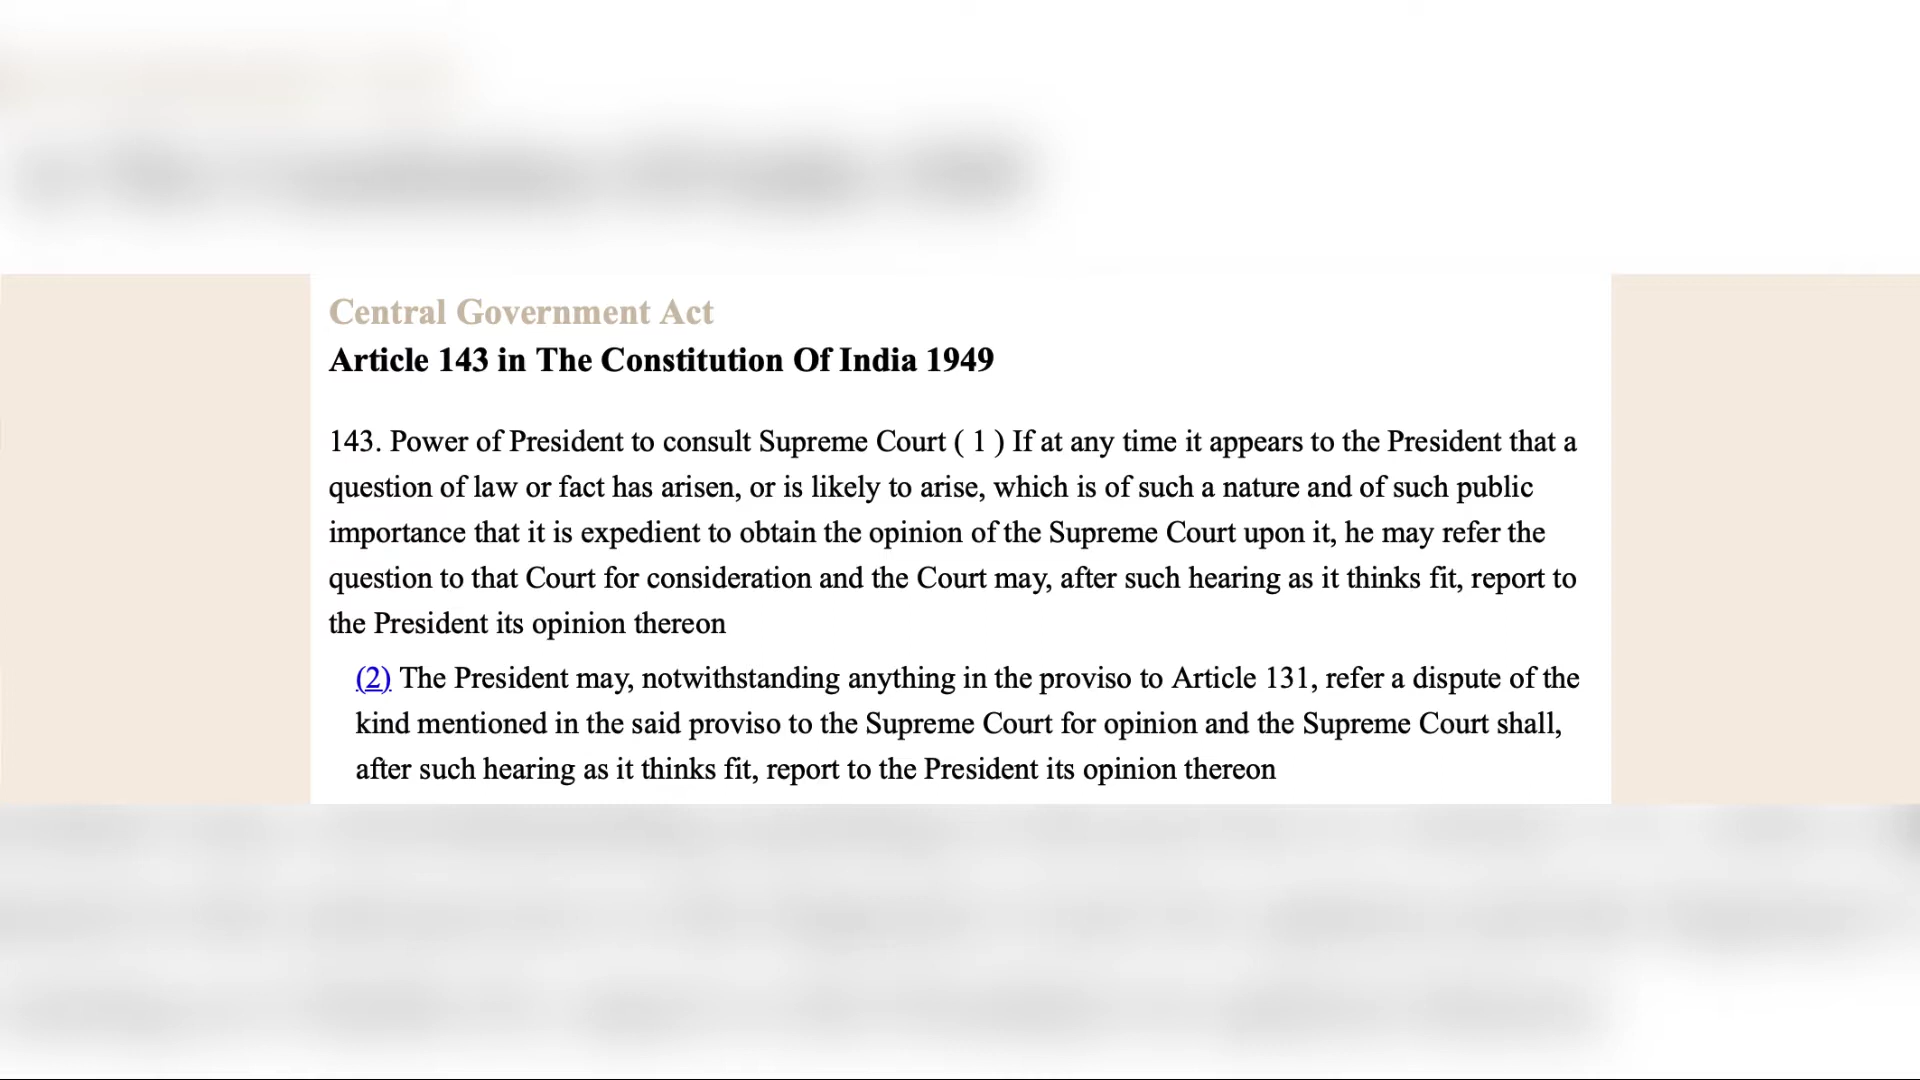 Central Government Act
Article 143 in The Constitution Of India 1949
143. Power of President to consult Supreme Court ( 1 ) If at any time it appears to the President that a
question of law or fact has arisen, or is likely to arise, which is of such a nature and of such public
importance that it is expedient to obtain the opinion of the Supreme Court upon it, he may refer the
question to that Court for consideration and the Court may, after such hearing as it thinks fit, report to
the President its opinion thereon
(2) The President may, notwithstanding anything in the proviso to Article 131, refer a dispute of the
kind mentioned in the said proviso to the Supreme Court for opinion and the Supreme Court shall,
after such hearing as it thinks fit, report to the President its opinion thereon